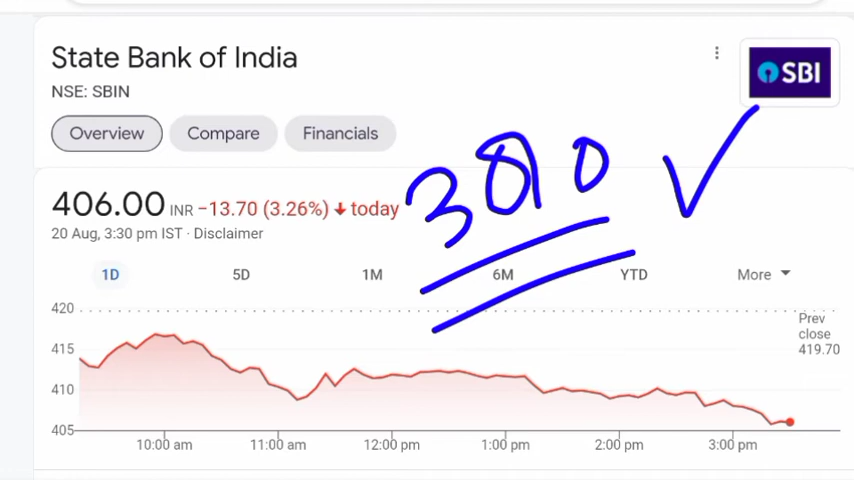 State Bank of India
SBI
NSE: SBIN
Overview Compare Financials
406.00 INR −13.70 (3.26%) ↓ today
20 Aug, 3:30 pm IST · Disclaimer
1D 5D 1M 6M YTD More
420
Prev
close
419.70
415
410
405
10:00 am 11:00 am 12:00 pm 1:00 pm 2:00 pm 3:00 pm